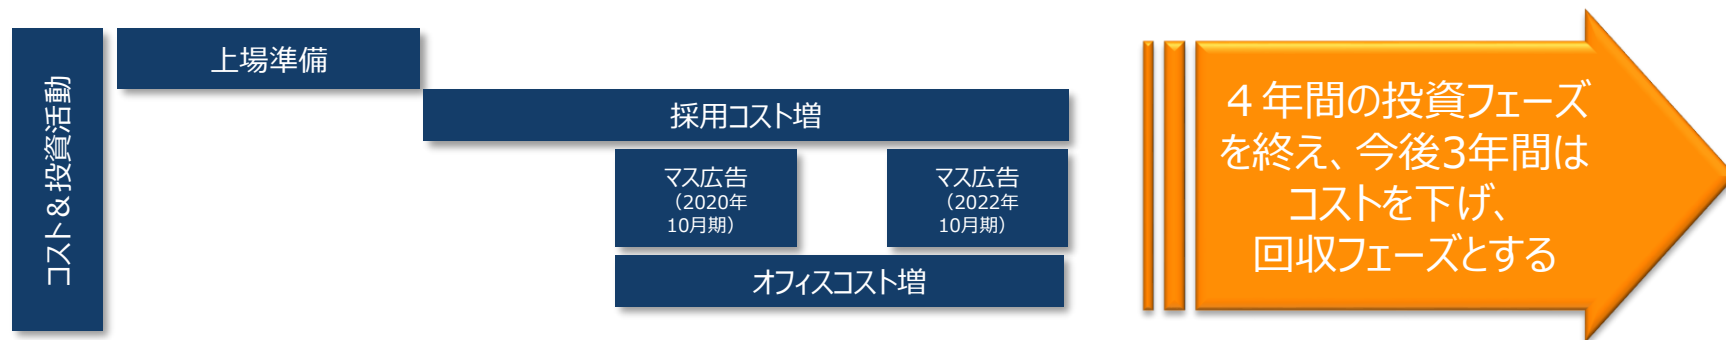 コスト＆投資活動
上場準備
採用コスト増
マス広告
（2020年
10月期）
マス広告
（2022年
10月期）
オフィスコスト増
４年間の投資フェーズ
を終え、今後3年間は
コストを下げ、
回収フェーズとする